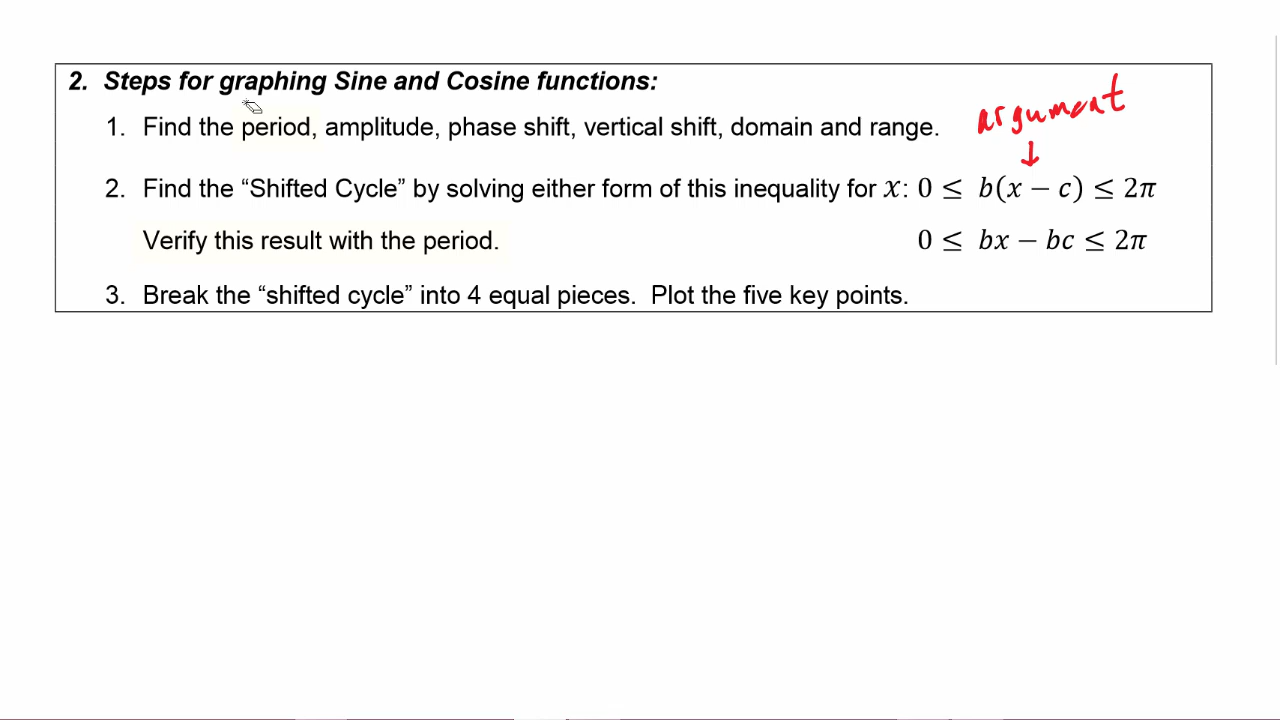 2. Steps for graphing Sine and Cosine functions:
1. Find the period, amplitude, phase shift, vertical shift, domain and range.
argument
↓
2. Find the “Shifted Cycle” by solving either form of this inequality for x: 0 ≤ b(x − c) ≤ 2π
Verify this result with the period. 0 ≤ bx − bc ≤ 2π
3. Break the “shifted cycle” into 4 equal pieces. Plot the five key points.